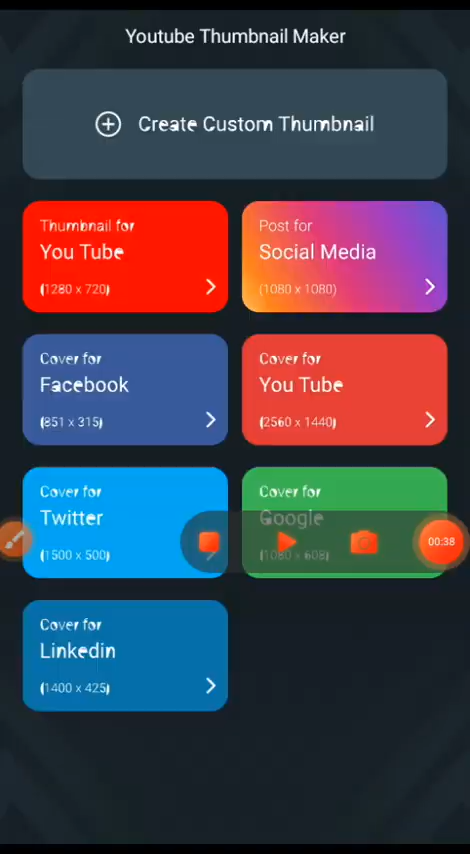 Youtube Thumbnail Maker
Create Custom Thumbnail
Thumbnail for
You Tube
(1280 x 720)
Post for
Social Media
(1080 x 1080)
Cover for
Facebook
(851 x 315)
Cover for
You Tube
(2560 x 1440)
Cover for
Twitter
(1500 x 500)
Cover for
Google
(1080 x 608)
00:38
Cover for
Linkedin
(1400 x 425)